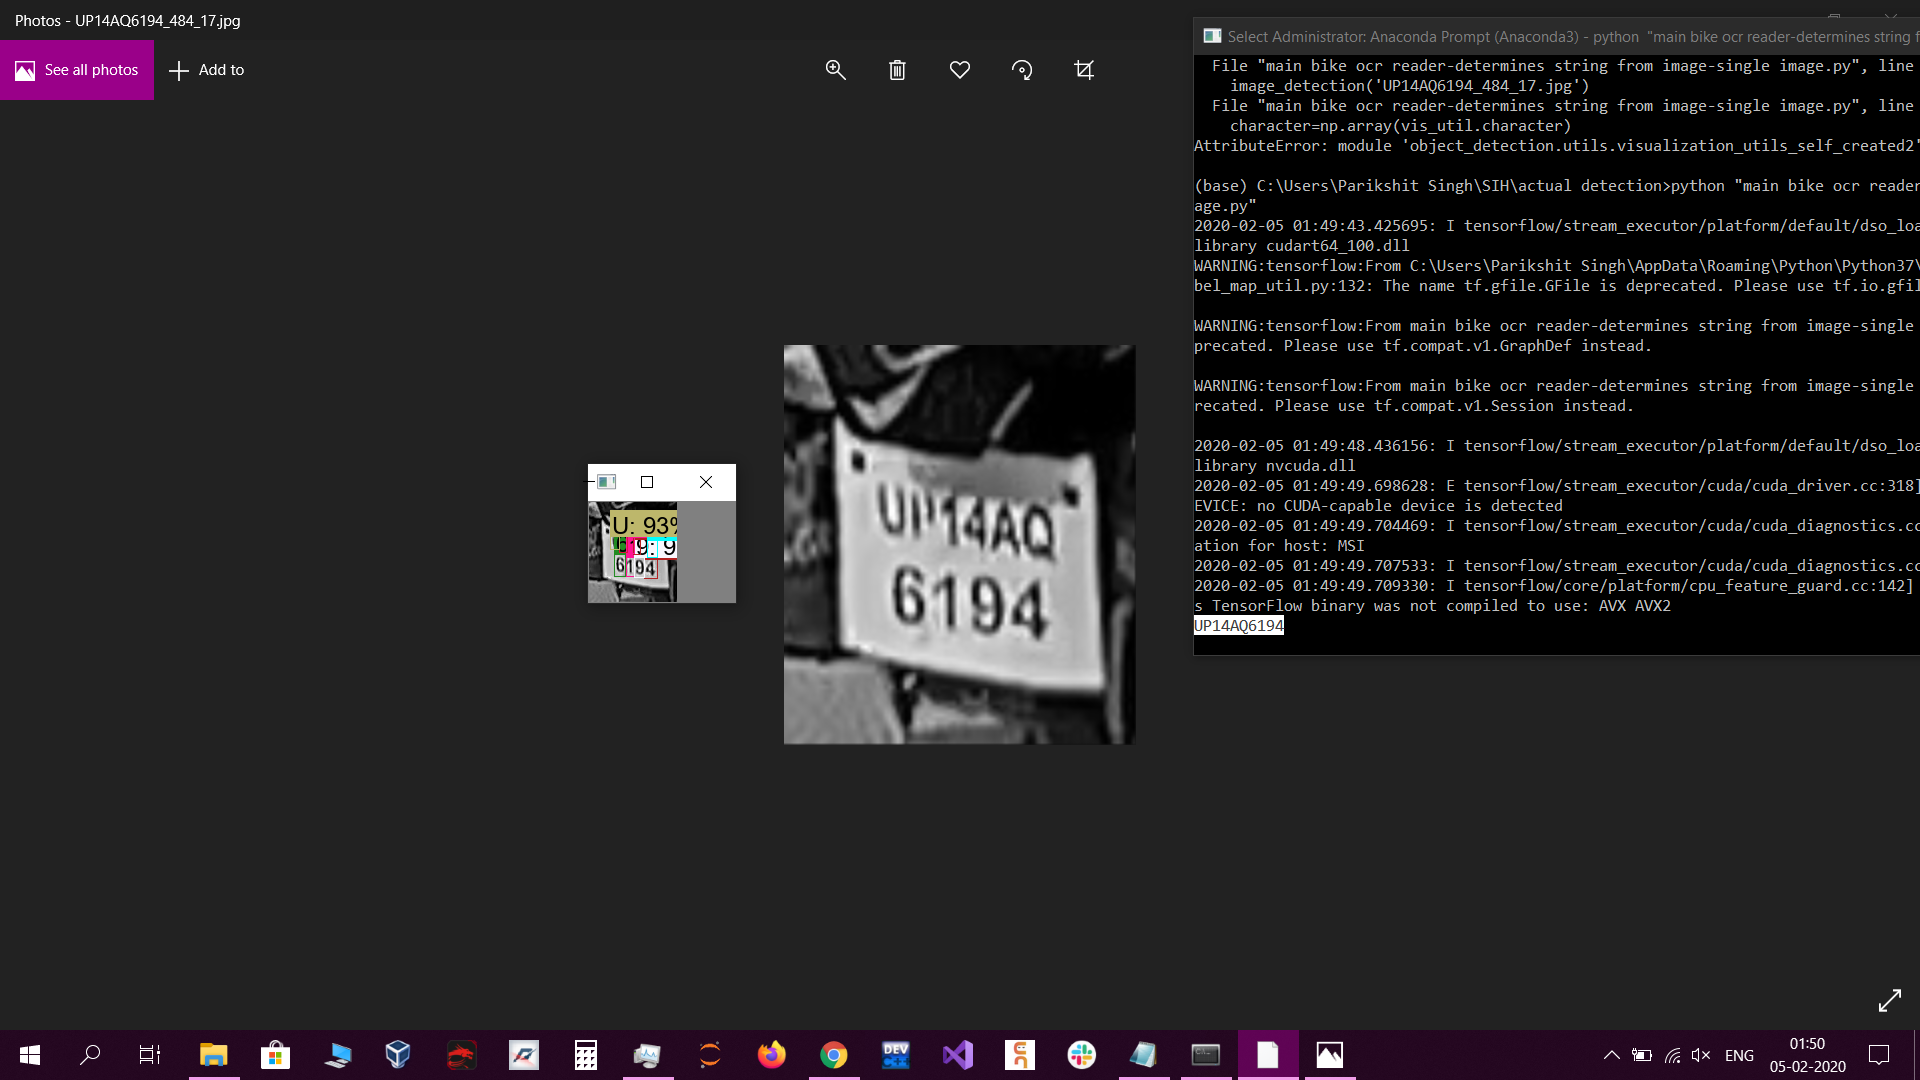 Photos - UP14AQ6194_484_17.jpg
See all photos
Add to
U: 93%
9: 9
6194
UP14AQ
6194
Select Administrator: Anaconda Prompt (Anaconda3) - python "main bike ocr reader-determines string f
File "main bike ocr reader-determines string from image-single image.py", line
image_detection('UP14AQ6194_484_17.jpg')
File "main bike ocr reader-determines string from image-single image.py", line
character=np.array(vis_util.character)
AttributeError: module 'object_detection.utils.visualization_utils_self_created2'
(base) C:\Users\Parikshit Singh\SIH\actual detection>python "main bike ocr reader
age.py"
2020-02-05 01:49:43.425695: I tensorflow/stream_executor/platform/default/dso_loa
library cudart64_100.dll
WARNING:tensorflow:From C:\Users\Parikshit Singh\AppData\Roaming\Python\Python37\
bel_map_util.py:132: The name tf.gfile.GFile is deprecated. Please use tf.io.gfil
WARNING:tensorflow:From main bike ocr reader-determines string from image-single
precated. Please use tf.compat.v1.GraphDef instead.
WARNING:tensorflow:From main bike ocr reader-determines string from image-single
recated. Please use tf.compat.v1.Session instead.
2020-02-05 01:49:48.436156: I tensorflow/stream_executor/platform/default/dso_loa
library nvcuda.dll
2020-02-05 01:49:49.698628: E tensorflow/stream_executor/cuda/cuda_driver.cc:318]
EVICE: no CUDA-capable device is detected
2020-02-05 01:49:49.704469: I tensorflow/stream_executor/cuda/cuda_diagnostics.cc
ation for host: MSI
2020-02-05 01:49:49.707533: I tensorflow/stream_executor/cuda/cuda_diagnostics.cc
2020-02-05 01:49:49.709330: I tensorflow/core/platform/cpu_feature_guard.cc:142]
s TensorFlow binary was not compiled to use: AVX AVX2
UP14AQ6194
DEV
ENG
01:50
05-02-2020